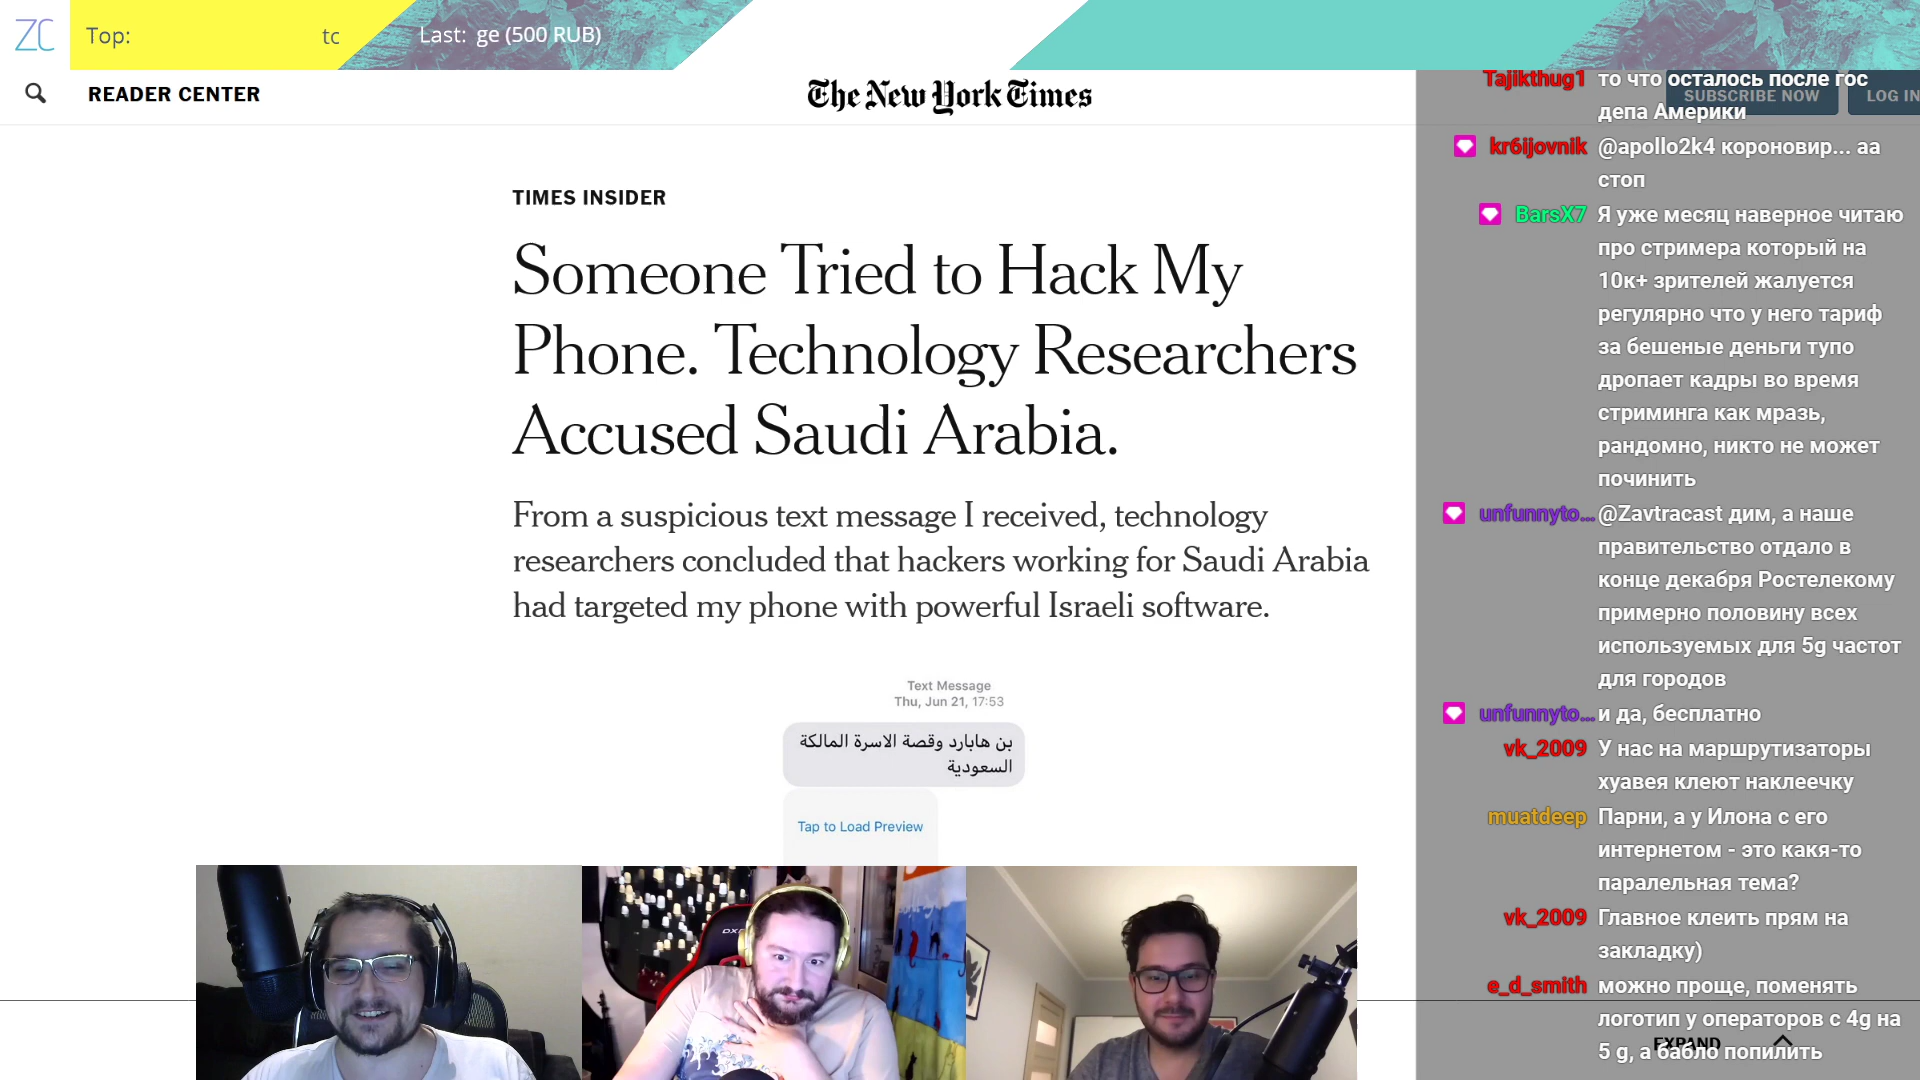 ZC
Top:
tc
Last: ge (500 RUB)
READER CENTER
The New York Times
SUBSCRIBE NOW
LOG IN
TIMES INSIDER
Someone Tried to Hack My
Phone. Technology Researchers
Accused Saudi Arabia.
From a suspicious text message I received, technology
researchers concluded that hackers working for Saudi Arabia
had targeted my phone with powerful Israeli software.
Text Message
Thu, Jun 21, 17:53
بن هابارد وقصة الاسرة المالكة
السعودية
Tap to Load Preview
Tajikthug1 то что осталось после гос
депа Америки
kr6ijovnik @apollo2k4 короновир... аа
стоп
BarsX7 Я уже месяц наверное читаю
про стримера который на
10к+ зрителей жалуется
регулярно что у него тариф
за бешеные деньги тупо
дропает кадры во время
стриминга как мразь,
рандомно, никто не может
починить
unfunnyto... @Zavtracast дим, а наше
правительство отдало в
конце декабря Ростелекому
примерно половину всех
используемых для 5g частот
для городов
unfunnyto... и да, бесплатно
vk_2009 У нас на маршрутизаторы
хуавея клеют наклеечку
muatdeep Парни, а у Илона с его
интернетом - это какя-то
паралельная тема?
vk_2009 Главное клеить прям на
закладку)
e_d_smith можно проще, поменять
логотип у операторов с 4g на
5 g, а бабло попилить
EXPAND
DXR